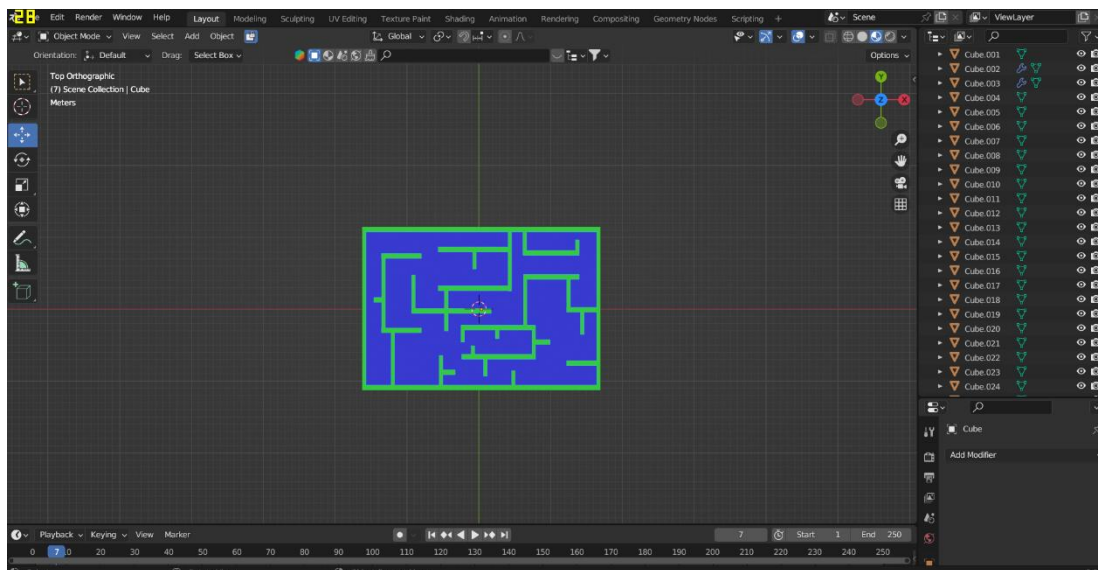 28
Edit Render Window Help Layout Modeling Sculpting UV Editing Texture Paint Shading Animation Rendering Compositing Geometry Nodes Scripting + Scene ViewLayer
Object Mode View Select Add Object Global
Orientation: Default Drag: Select Box Options
Top Orthographic
(7) Scene Collection | Cube
Meters
Y
Z X
Cube.001
Cube.002
Cube.003
Cube.004
Cube.005
Cube.006
Cube.007
Cube.008
Cube.009
Cube.010
Cube.011
Cube.012
Cube.013
Cube.014
Cube.015
Cube.016
Cube.017
Cube.018
Cube.019
Cube.020
Cube.021
Cube.022
Cube.023
Cube.024
Cube
Add Modifier
Playback Keying View Marker 7 Start 1 End 250
0 7 10 20 30 40 50 60 70 80 90 100 110 120 130 140 150 160 170 180 190 200 210 220 230 240 250